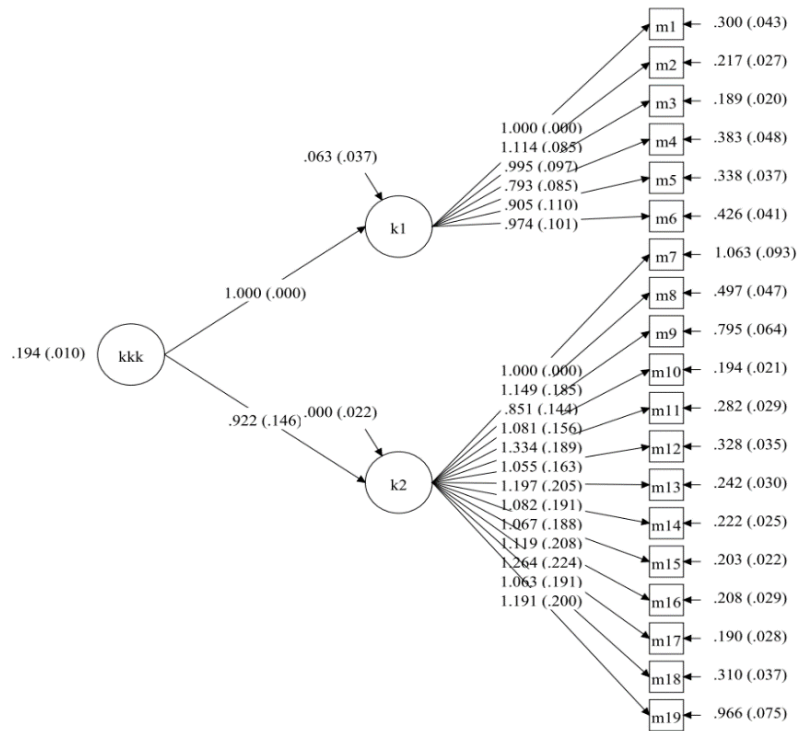 m1 .300 (.043)
m2 .217 (.027)
m3 .189 (.020)
1.000 (.000)
1.114 (.085)
m4 .383 (.048)
.063 (.037)
.995 (.097)
.793 (.085)
m5 .338 (.037)
.905 (.110)
m6 .426 (.041)
k1
.974 (.101)
m7 1.063 (.093)
1.000 (.000)
m8 .497 (.047)
m9 .795 (.064)
.194 (.010) kkk
1.000 (.000)
m10 .194 (.021)
1.149 (.185)
.851 (.144)
m11 .282 (.029)
.922 (.146)
.000 (.022)
1.081 (.156)
1.334 (.189)
m12 .328 (.035)
1.055 (.163)
k2
1.197 (.205)
m13 .242 (.030)
1.082 (.191)
m14 .222 (.025)
1.067 (.188)
1.119 (.208)
m15 .203 (.022)
1.264 (.224)
1.063 (.191)
m16 .208 (.029)
1.191 (.200)
m17 .190 (.028)
m18 .310 (.037)
m19 .966 (.075)